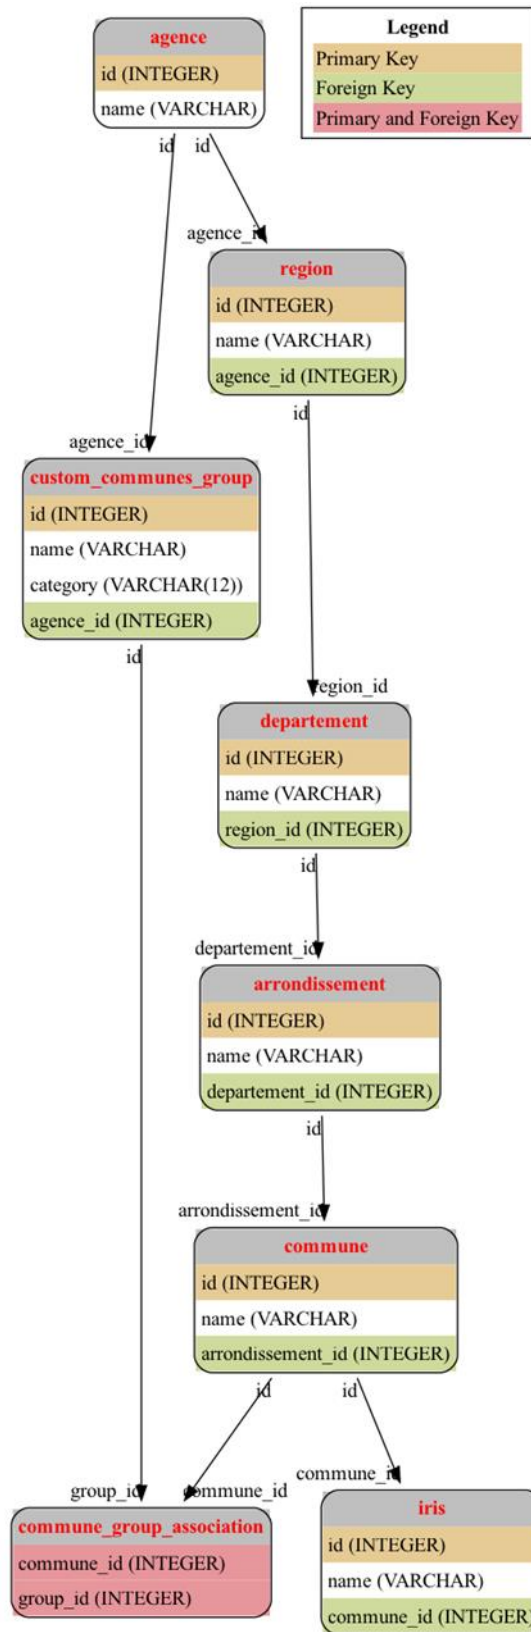 agence
id (INTEGER)
name (VARCHAR)
Legend
Primary Key
Foreign Key
Primary and Foreign Key
id
id
agence_id
region
id (INTEGER)
name (VARCHAR)
agence_id (INTEGER)
id
agence_id
custom_communes_group
id (INTEGER)
name (VARCHAR)
category (VARCHAR(12))
agence_id (INTEGER)
id
region_id
departement
id (INTEGER)
name (VARCHAR)
region_id (INTEGER)
id
departement_id
arrondissement
id (INTEGER)
name (VARCHAR)
departement_id (INTEGER)
id
arrondissement_id
commune
id (INTEGER)
name (VARCHAR)
arrondissement_id (INTEGER)
id
id
group_id
commune_id
commune_group_association
commune_id (INTEGER)
group_id (INTEGER)
commune_id
iris
id (INTEGER)
name (VARCHAR)
commune_id (INTEGER)